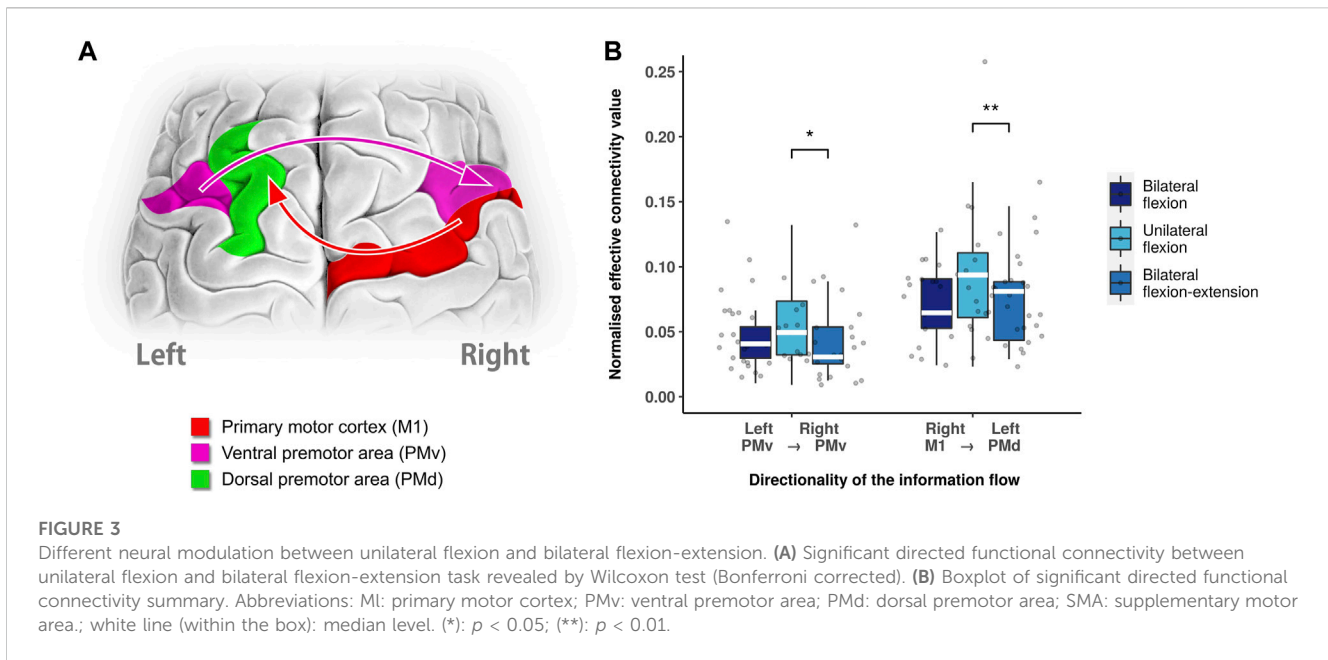 A
Left
Right
Primary motor cortex (M1)
Ventral premotor area (PMv)
Dorsal premotor area (PMd)
B
Normalised effective connectivity value
0.25
0.20
0.15
0.10
0.05
0.00
*
**
Left Right
PMv → PMv
Right Left
M1 → PMd
Directionality of the information flow
Bilateral
flexion
Unilateral
flexion
Bilateral
flexion-extension
FIGURE 3
Different neural modulation between unilateral flexion and bilateral flexion-extension. (A) Significant directed functional connectivity between
unilateral flexion and bilateral flexion-extension task revealed by Wilcoxon test (Bonferroni corrected). (B) Boxplot of significant directed functional
connectivity summary. Abbreviations: Ml: primary motor cortex; PMv: ventral premotor area; PMd: dorsal premotor area; SMA: supplementary motor
area.; white line (within the box): median level. (*): p < 0.05; (**): p < 0.01.